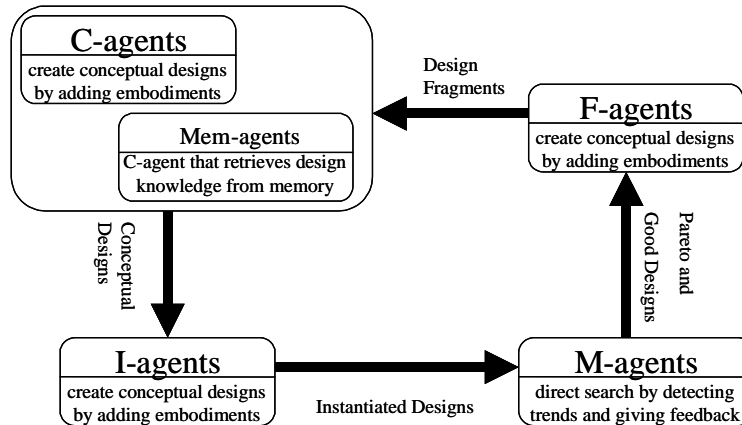 C-agents
create conceptual designs
by adding embodiments
Mem-agents
C-agent that retrieves design
knowledge from memory
Design
Fragments
F-agents
create conceptual designs
by adding embodiments
Conceptual
Designs
Pareto and
Good Designs
I-agents
create conceptual designs
by adding embodiments
Instantiated Designs
M-agents
direct search by detecting
trends and giving feedback